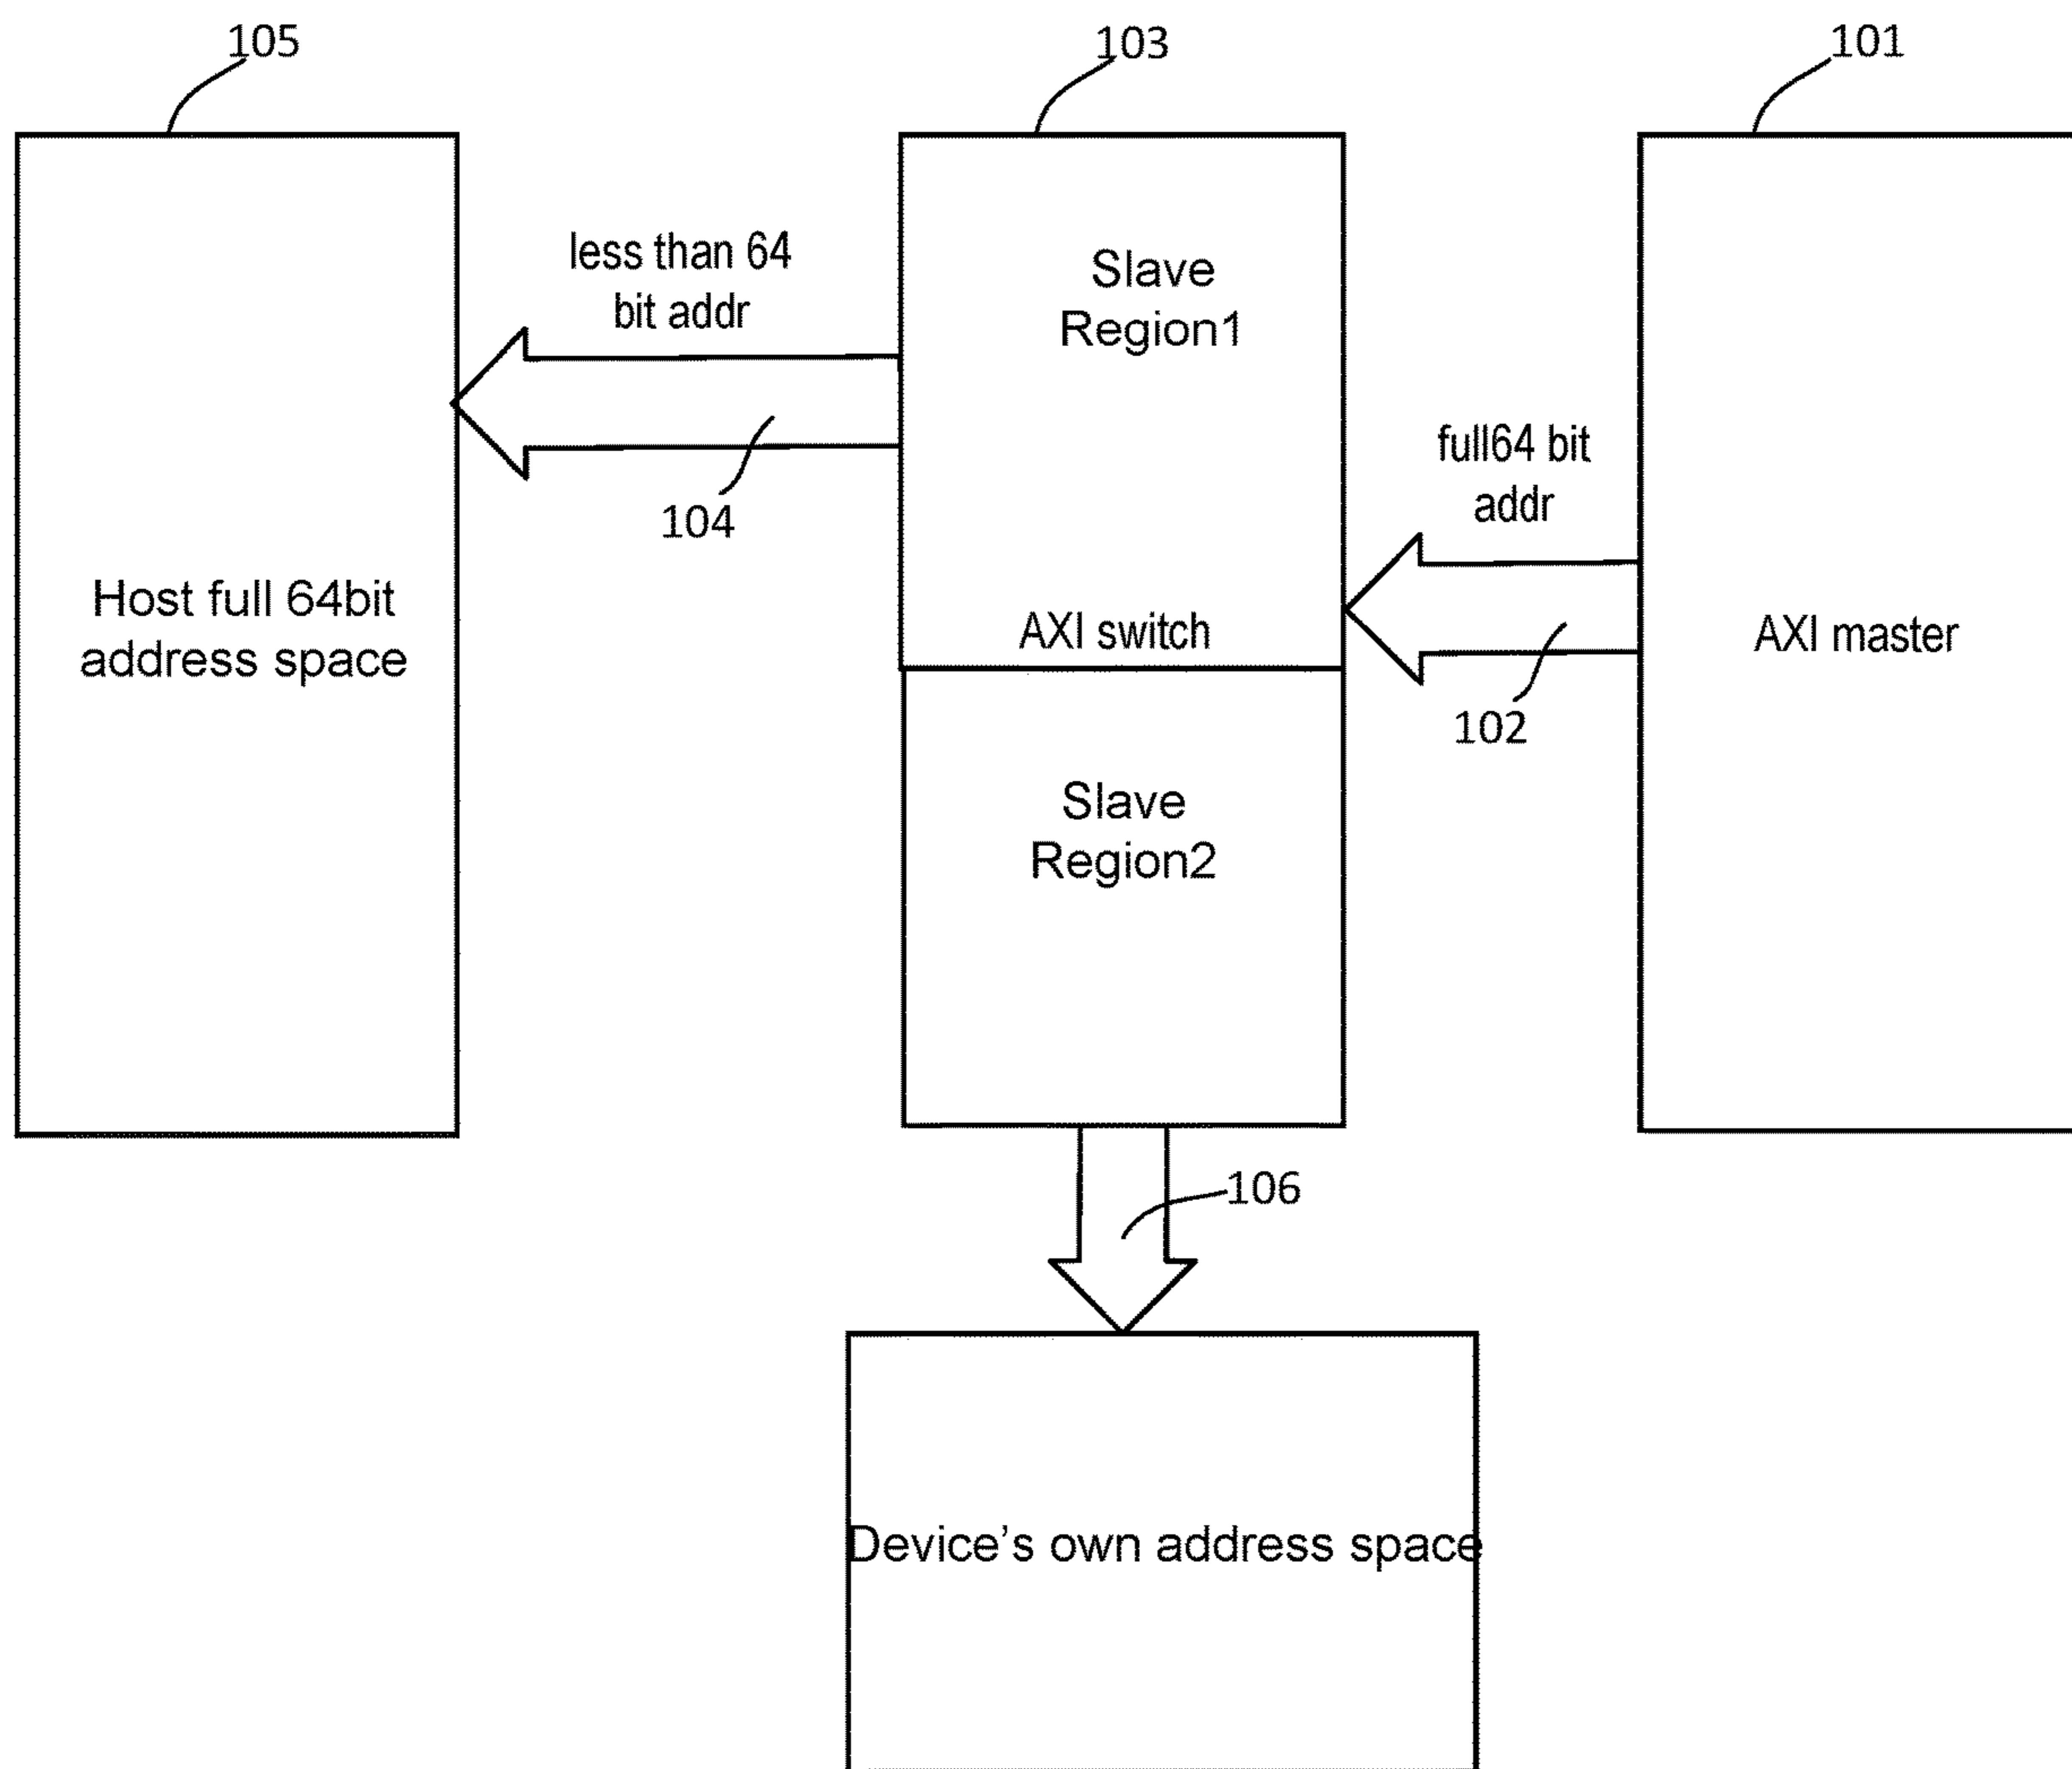 105
103
101
less than 64
bit addr
Slave
Region1
104
full64 bit
addr
Host full 64bit
address space
AXI switch
AXI master
102
Slave
Region2
106
Device's own address space